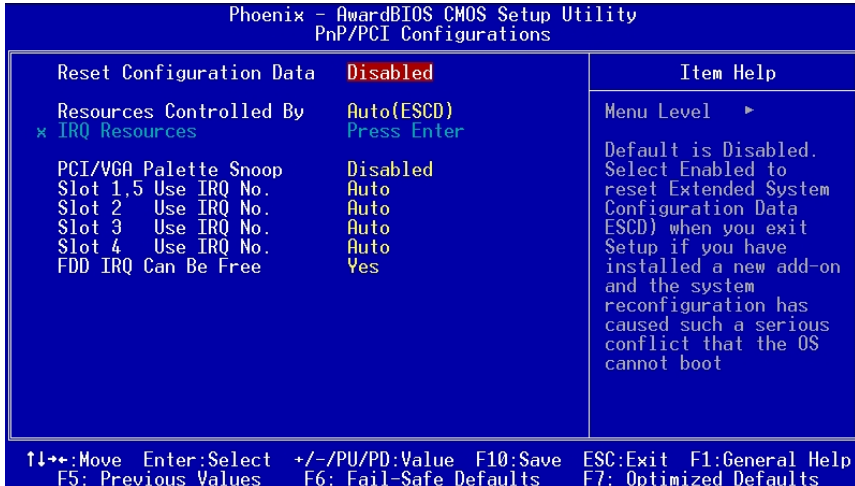 Phoenix - AwardBIOS CMOS Setup Utility
PnP/PCI Configurations
Reset Configuration Data Disabled
Resources Controlled By Auto(ESCD)
x IRQ Resources Press Enter
PCI/VGA Palette Snoop Disabled
Slot 1,5 Use IRQ No. Auto
Slot 2 Use IRQ No. Auto
Slot 3 Use IRQ No. Auto
Slot 4 Use IRQ No. Auto
FDD IRQ Can Be Free Yes
Item Help
Menu Level ►
Default is Disabled.
Select Enabled to
reset Extended System
Configuration Data
ESCD) when you exit
Setup if you have
installed a new add-on
and the system
reconfiguration has
caused such a serious
conflict that the OS
cannot boot
↑↓→←:Move Enter:Select +/-/PU/PD:Value F10:Save ESC:Exit F1:General Help
F5: Previous Values F6: Fail-Safe Defaults F7: Optimized Defaults